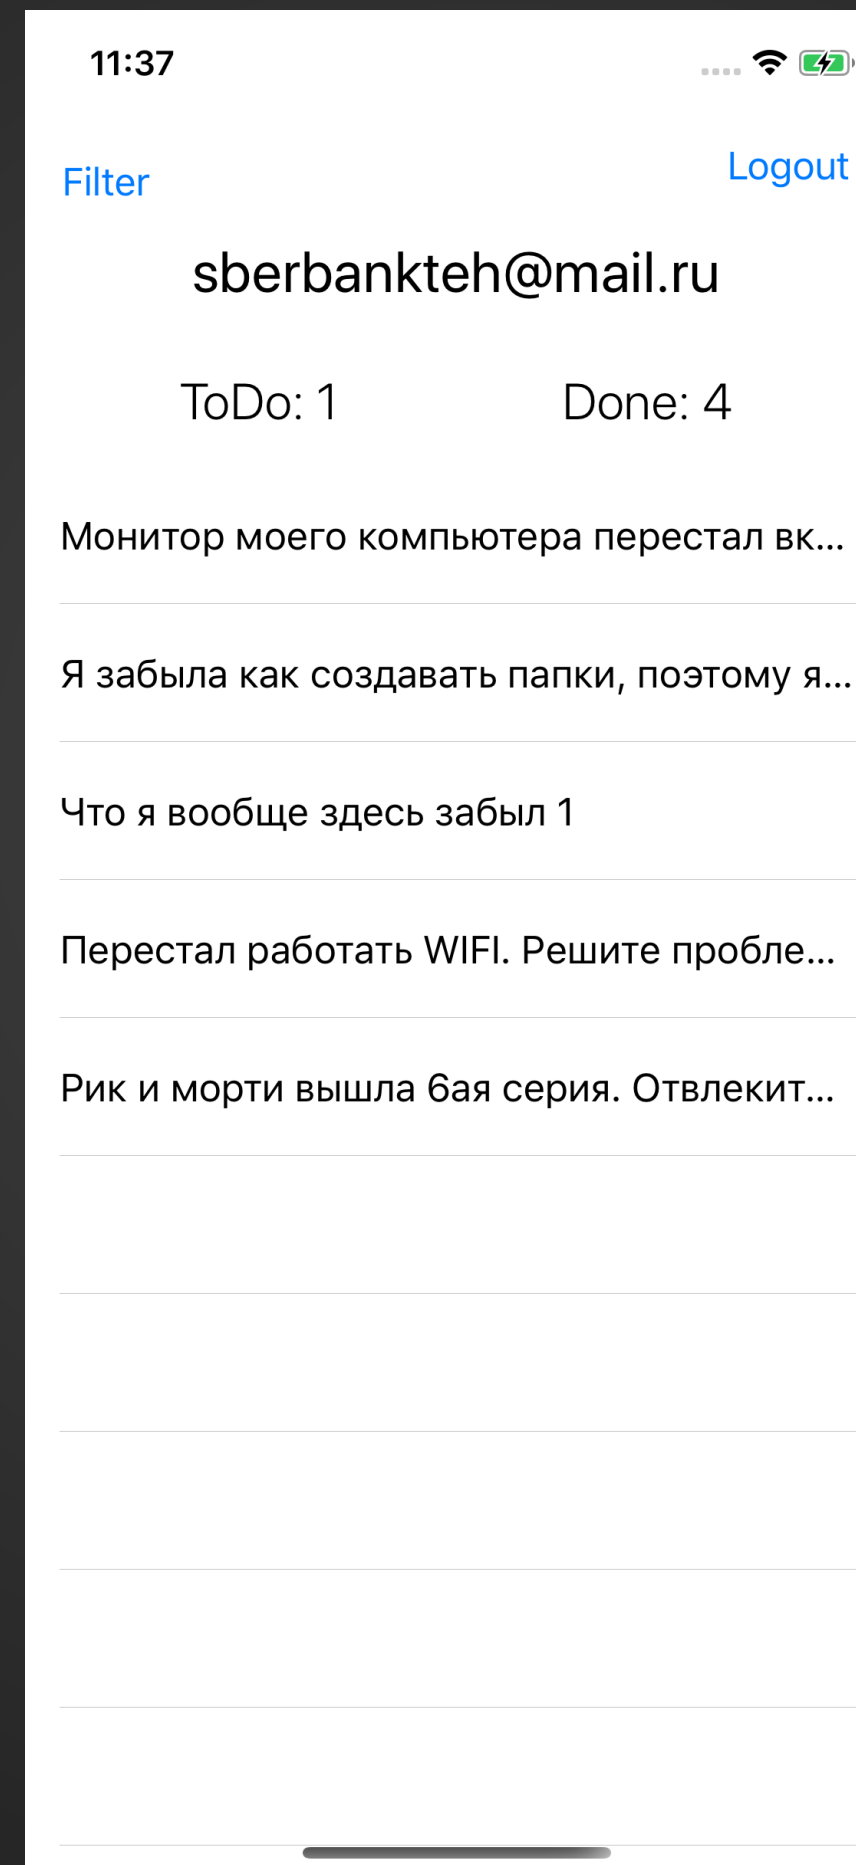 11:37
Filter
Logout
sberbankteh@mail.ru
ToDo: 1
Done: 4
Монитор моего компьютера перестал вк...
Я забыла как создавать папки, поэтому я...
Что я вообще здесь забыл 1
Перестал работать WIFI. Решите пробле...
Рик и морти вышла 6ая серия. Отвлекит...